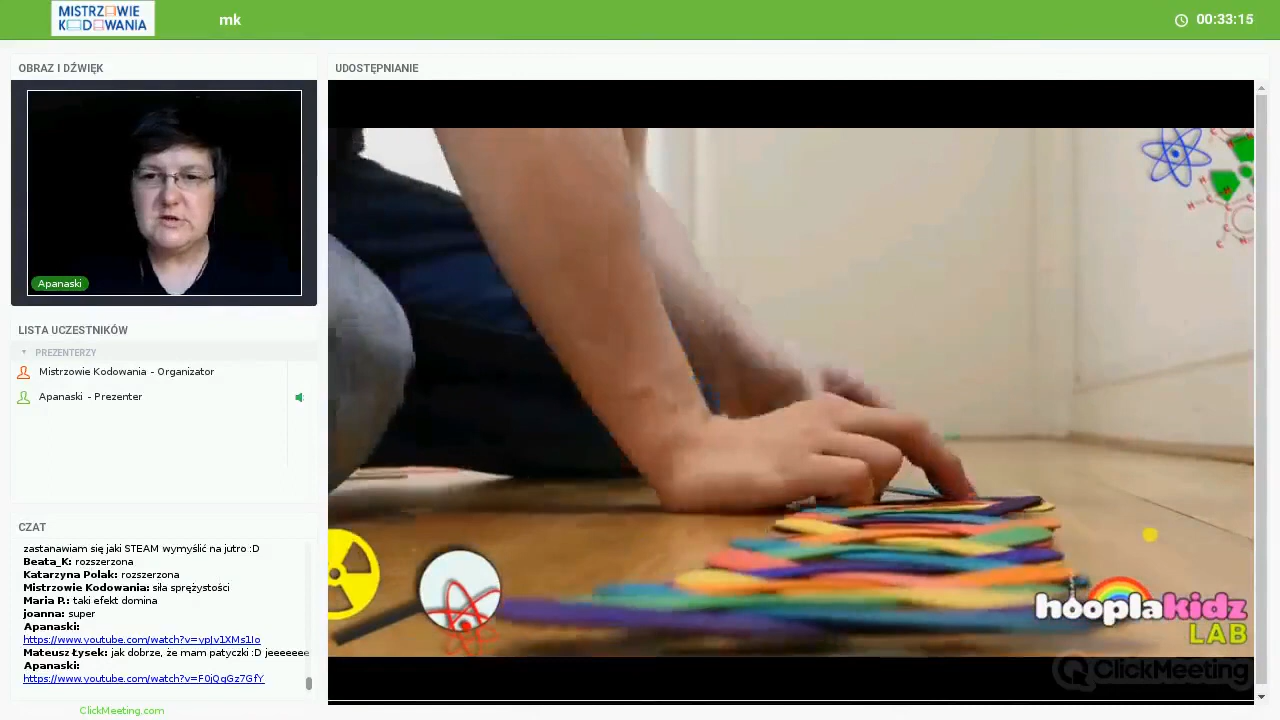 MISTRZOWIE
KODOWANIA
mk
00:33:15
OBRAZ I DŹWIĘK
UDOSTĘPNIANIE
Apanaski
LISTA UCZESTNIKÓW
PREZENTERZY
Mistrzowie Kodowania - Organizator
Apanaski - Prezenter
CZAT
zastanawiam się jaki STEAM wymyślić na jutro :D
Beata_K: rozszerzona
Katarzyna Polak: rozszerzona
Mistrzowie Kodowania: siła sprężystości
Maria P.: taki efekt domina
joanna: super
Apanaski:
https://www.youtube.com/watch?v=ypJv1XMs1Io
Mateusz Łysek: jak dobrze, że mam patyczki :D jeeeeeee
Apanaski:
https://www.youtube.com/watch?v=F0jQqGz7GfY
ClickMeeting.com
hooplakidz
LAB
ClickMeeting